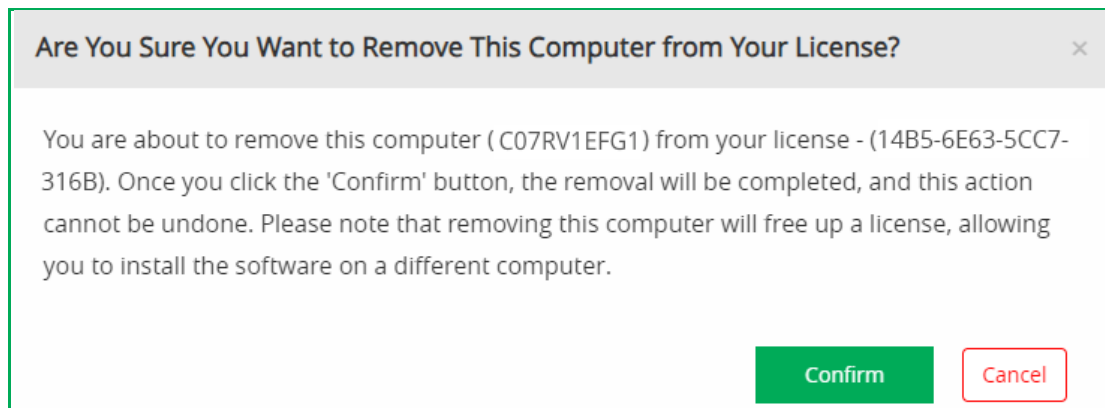 Are You Sure You Want to Remove This Computer from Your License? ×
You are about to remove this computer (C07RV1EFG1) from your license - (14B5-6E63-5CC7-
316B). Once you click the 'Confirm' button, the removal will be completed, and this action
cannot be undone. Please note that removing this computer will free up a license, allowing
you to install the software on a different computer.
Confirm Cancel